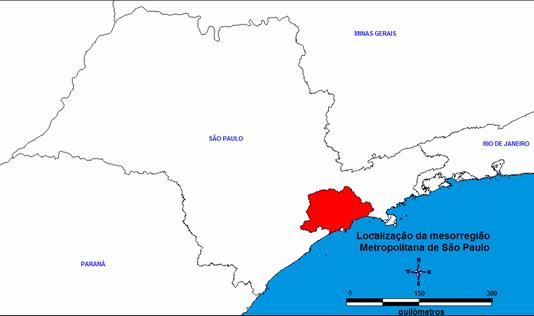 MINAS GERAIS
SÃO PAULO
RIO DE JANEIRO
Localização da mesorregião
Metropolitana de São Paulo
PARANÁ
0 150 300
quilômetros